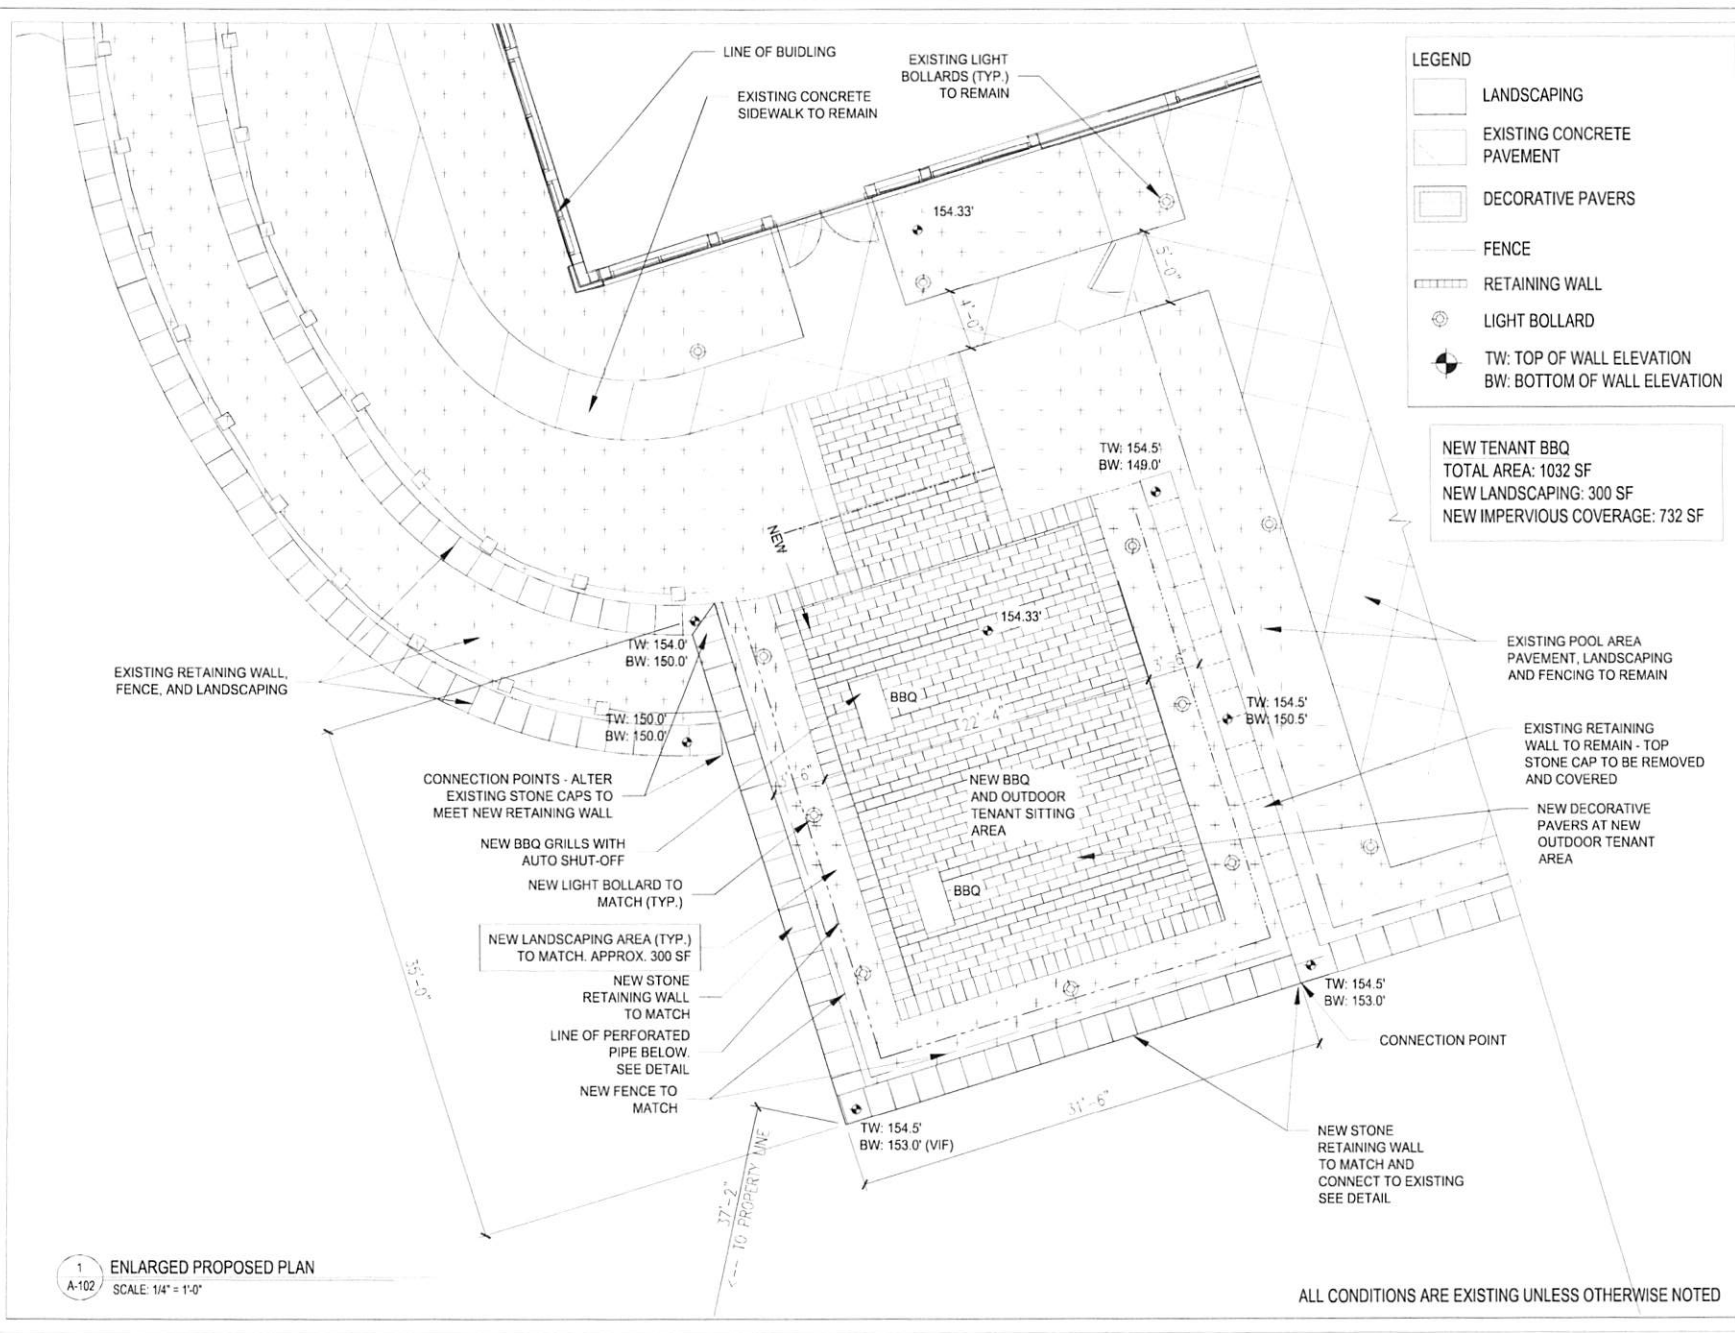 LINE OF BUIDLING
EXISTING CONCRETE
SIDEWALK TO REMAIN
EXISTING LIGHT
BOLLARDS (TYP.)
TO REMAIN
LEGEND
LANDSCAPING
EXISTING CONCRETE
PAVEMENT
DECORATIVE PAVERS
FENCE
RETAINING WALL
LIGHT BOLLARD
TW: TOP OF WALL ELEVATION
BW: BOTTOM OF WALL ELEVATION
NEW TENANT BBQ
TOTAL AREA: 1032 SF
NEW LANDSCAPING: 300 SF
NEW IMPERVIOUS COVERAGE: 732 SF
154.33'
5'-0"
4'-0"
TW: 154.5'
BW: 149.0'
NEW
154.33'
TW: 154.0'
BW: 150.0'
TW: 150.0'
BW: 150.0'
EXISTING RETAINING WALL,
FENCE, AND LANDSCAPING
BBQ
22'-4"
TW: 154.5'
BW: 150.5'
EXISTING POOL AREA
PAVEMENT, LANDSCAPING
AND FENCING TO REMAIN
EXISTING RETAINING
WALL TO REMAIN - TOP
STONE CAP TO BE REMOVED
AND COVERED
NEW DECORATIVE
PAVERS AT NEW
OUTDOOR TENANT
AREA
CONNECTION POINTS - ALTER
EXISTING STONE CAPS TO
MEET NEW RETAINING WALL
NEW BBQ GRILLS WITH
AUTO SHUT-OFF
NEW LIGHT BOLLARD TO
MATCH (TYP.)
NEW LANDSCAPING AREA (TYP.)
TO MATCH. APPROX. 300 SF
NEW STONE
RETAINING WALL
TO MATCH
LINE OF PERFORATED
PIPE BELOW.
SEE DETAIL
NEW FENCE TO
MATCH
NEW BBQ
AND OUTDOOR
TENANT SITTING
AREA
BBQ
35'-0"
TW: 154.5'
BW: 153.0'
CONNECTION POINT
31'-6"
TW: 154.5'
BW: 153.0' (VIF)
37'-2"
<-- TO PROPERTY LINE
NEW STONE
RETAINING WALL
TO MATCH AND
CONNECT TO EXISTING
SEE DETAIL
1
A-102
ENLARGED PROPOSED PLAN
SCALE: 1/4" = 1'-0"
ALL CONDITIONS ARE EXISTING UNLESS OTHERWISE NOTED